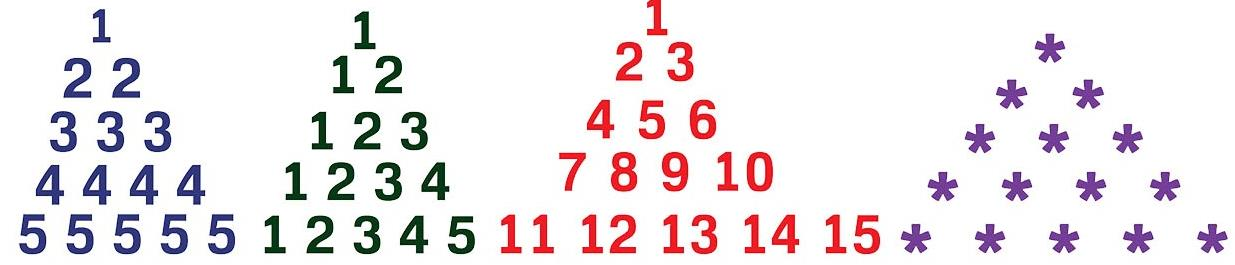 1
2 2
3 3 3
4 4 4 4
5 5 5 5 5
1
1 2
1 2 3
1 2 3 4
1 2 3 4 5
1
2 3
4 5 6
7 8 9 10
11 12 13 14 15
*
* *
* * *
* * * *
* * * * *